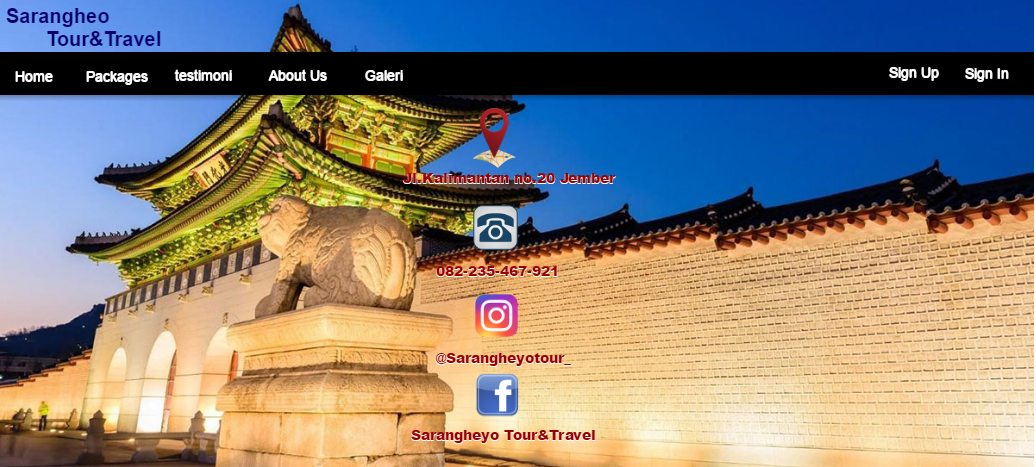 Sarangheo
Tour&Travel
Home Packages testimoni About Us Galeri Sign Up Sign In
Jl.Kalimantan no.20 Jember
082-235-467-921
@Sarangheyotour_
Sarangheyo Tour&Travel